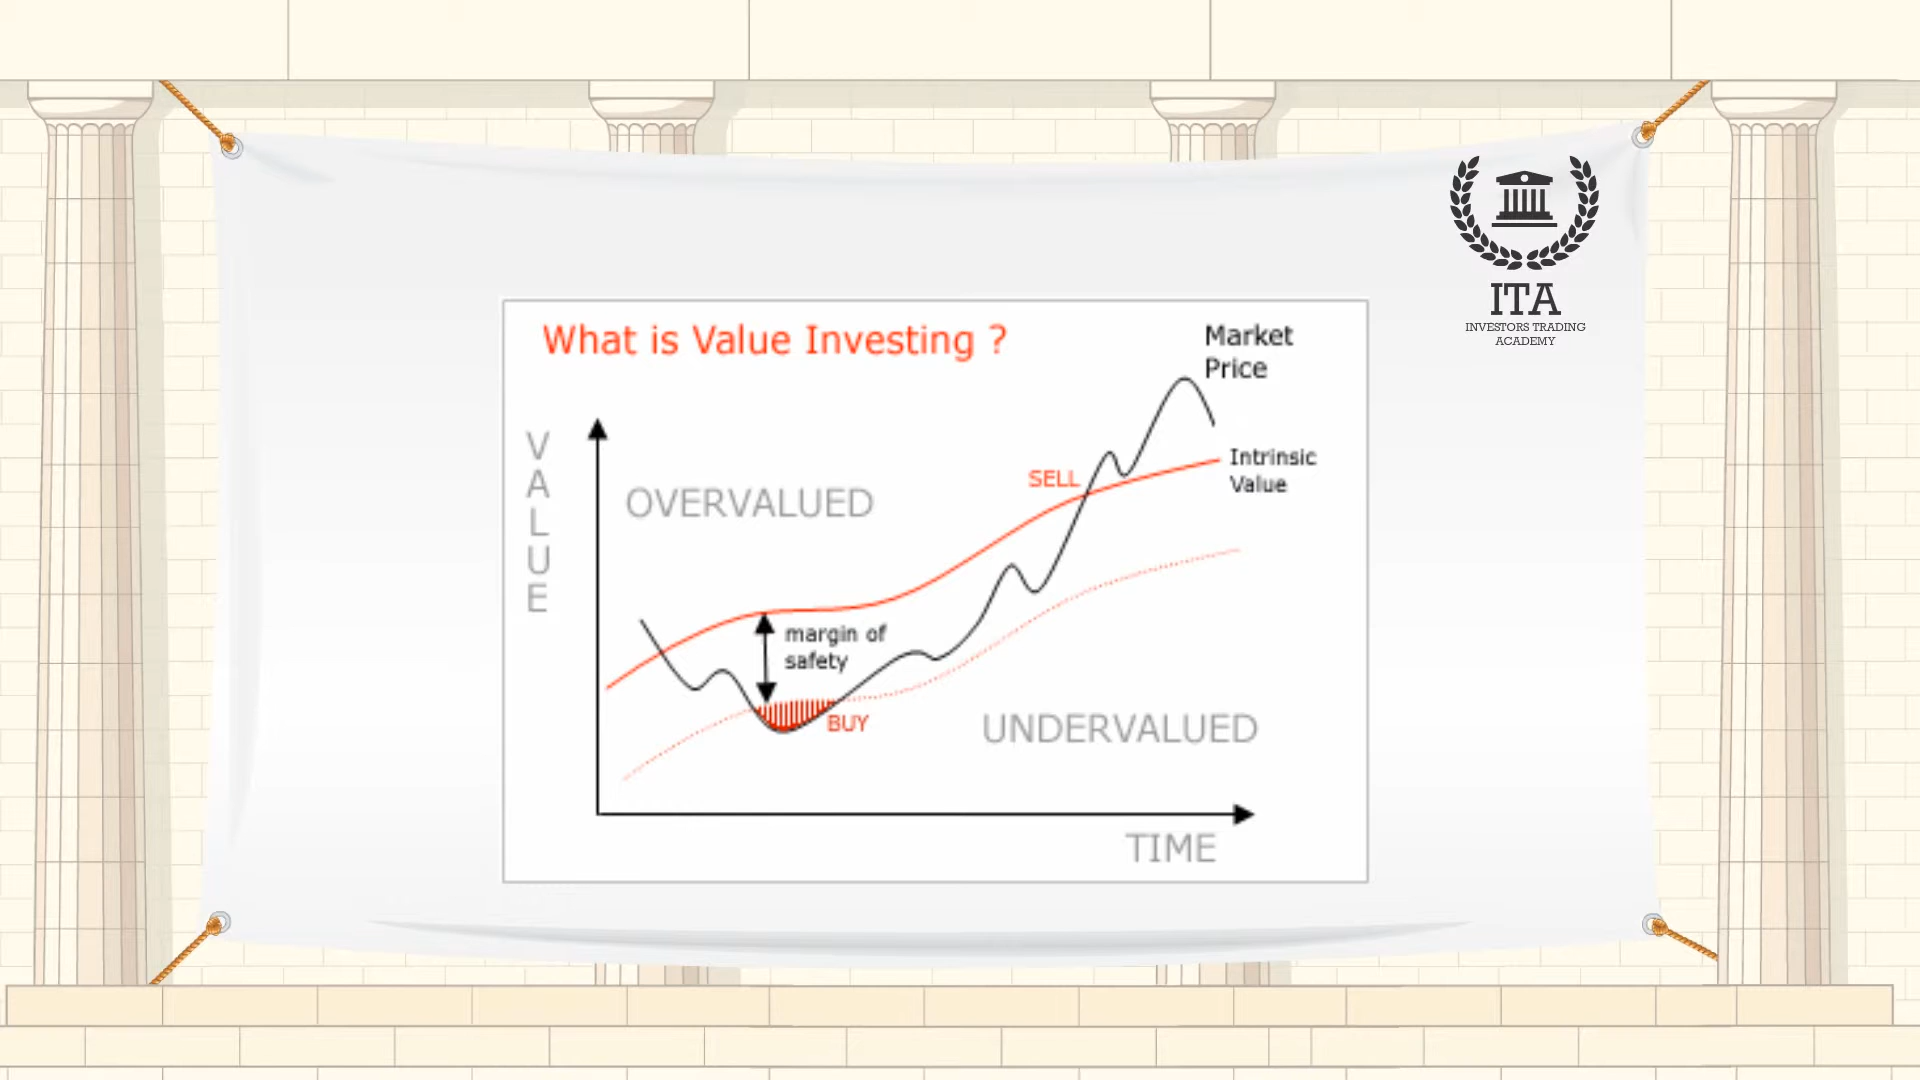 ITA
INVESTORS TRADING
ACADEMY
What is Value Investing ?
Market
Price
VALUE
OVERVALUED
SELL
Intrinsic
Value
margin of
safety
BUY
UNDERVALUED
TIME